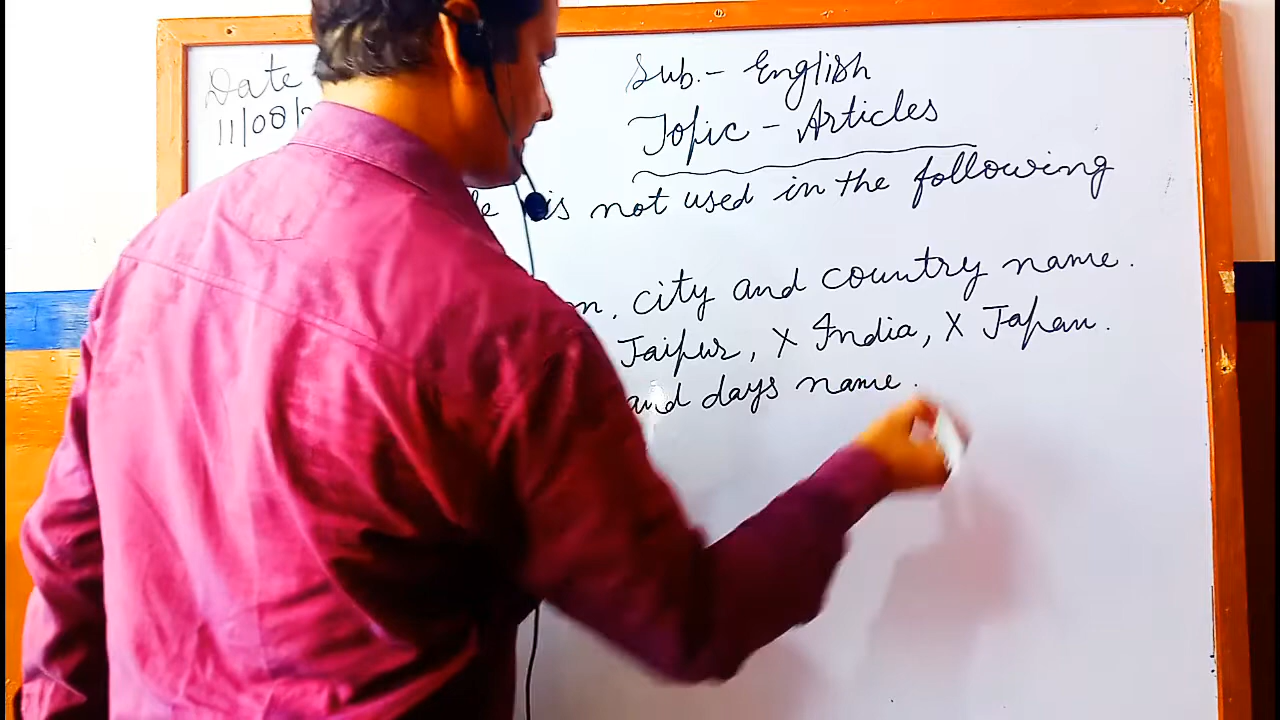 Date
11/08/
Sub.- English
Topic - Articles
is not used in the following
city and country name.
Jaipur, X India, X Japan.
and days name.